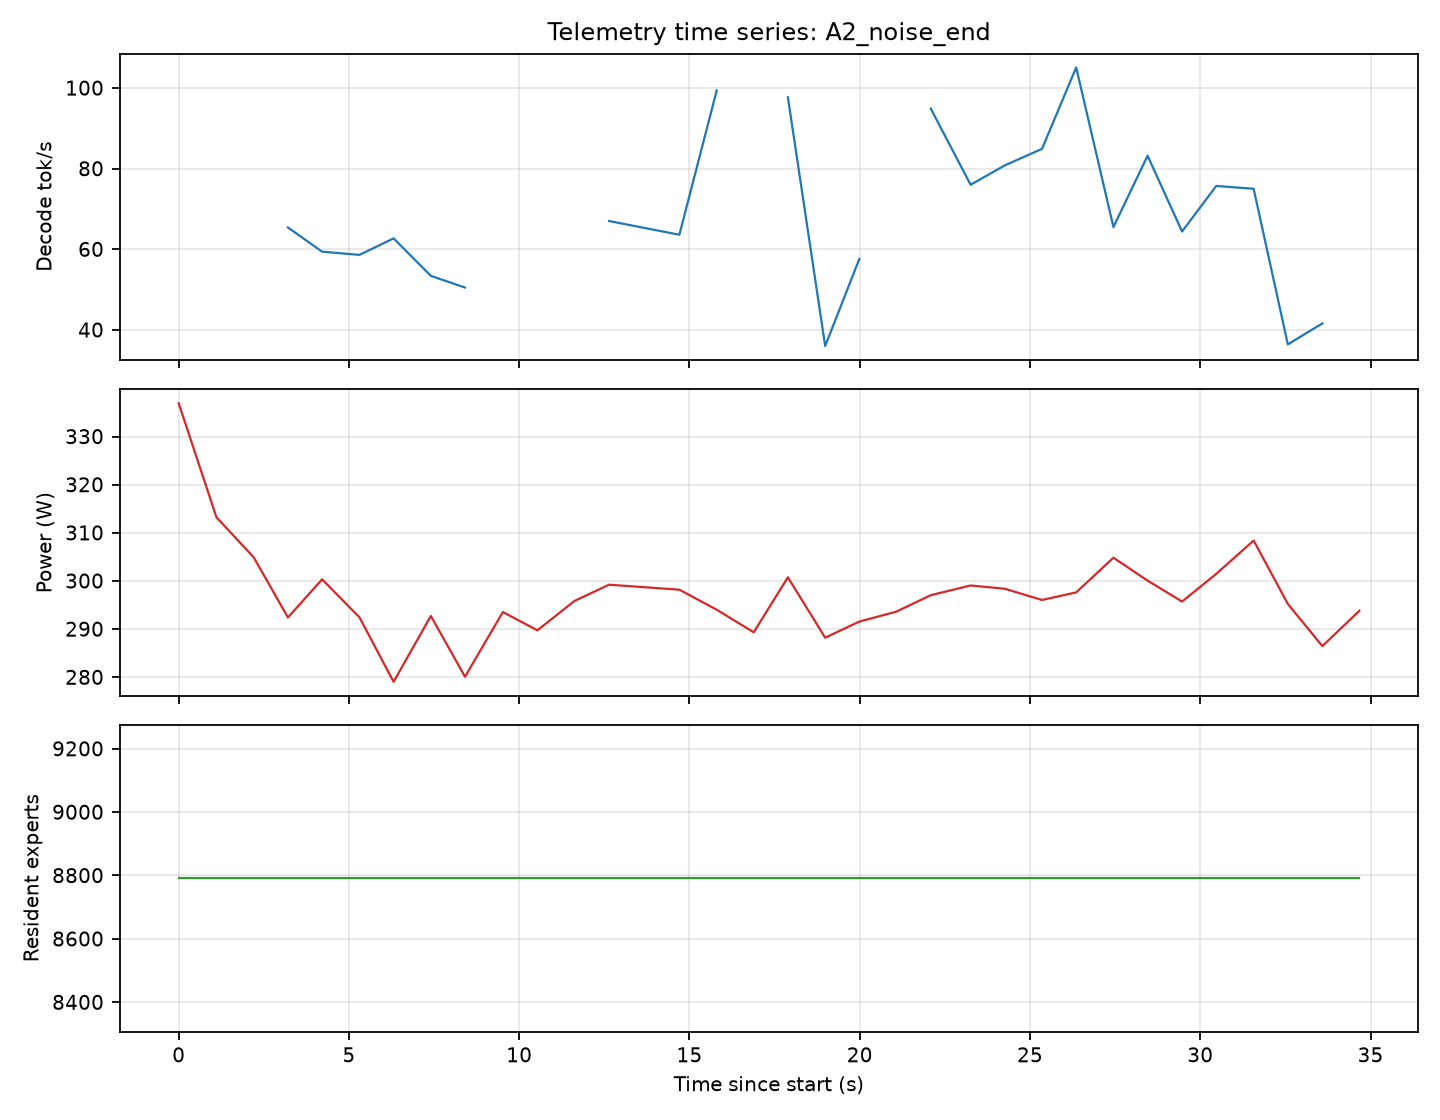 Telemetry time series: A2_noise_end
Decode tok/s
100
80
60
40
Power (W)
330
320
310
300
290
280
Resident experts
9200
9000
8800
8600
8400
0 5 10 15 20 25 30 35
Time since start (s)